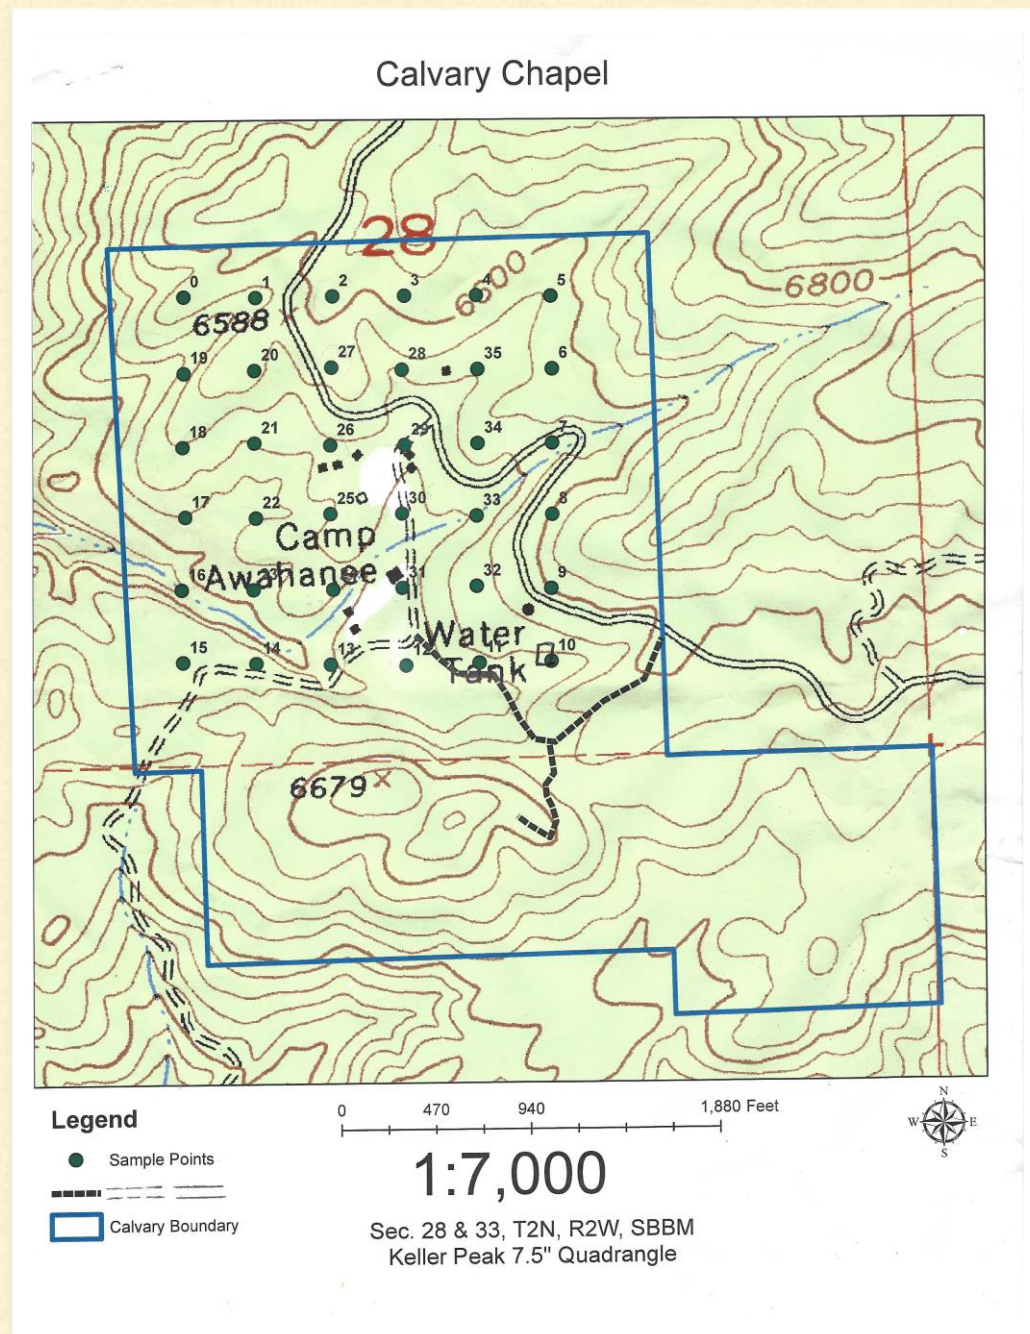 Calvary Chapel
28
6800
6800
0 1 2 3 4 5
6588
19 20 27 28 35 6
18 21 26 29 34 7
17 22 25 30 33 8
Camp
Awahanee
16 31 32 9
Water
Tank
15 14 13 12 11 10
6679
Legend
Sample Points
Calvary Boundary
0 470 940 1,880 Feet
1:7,000
Sec. 28 & 33, T2N, R2W, SBBM
Keller Peak 7.5" Quadrangle
N
W E
S